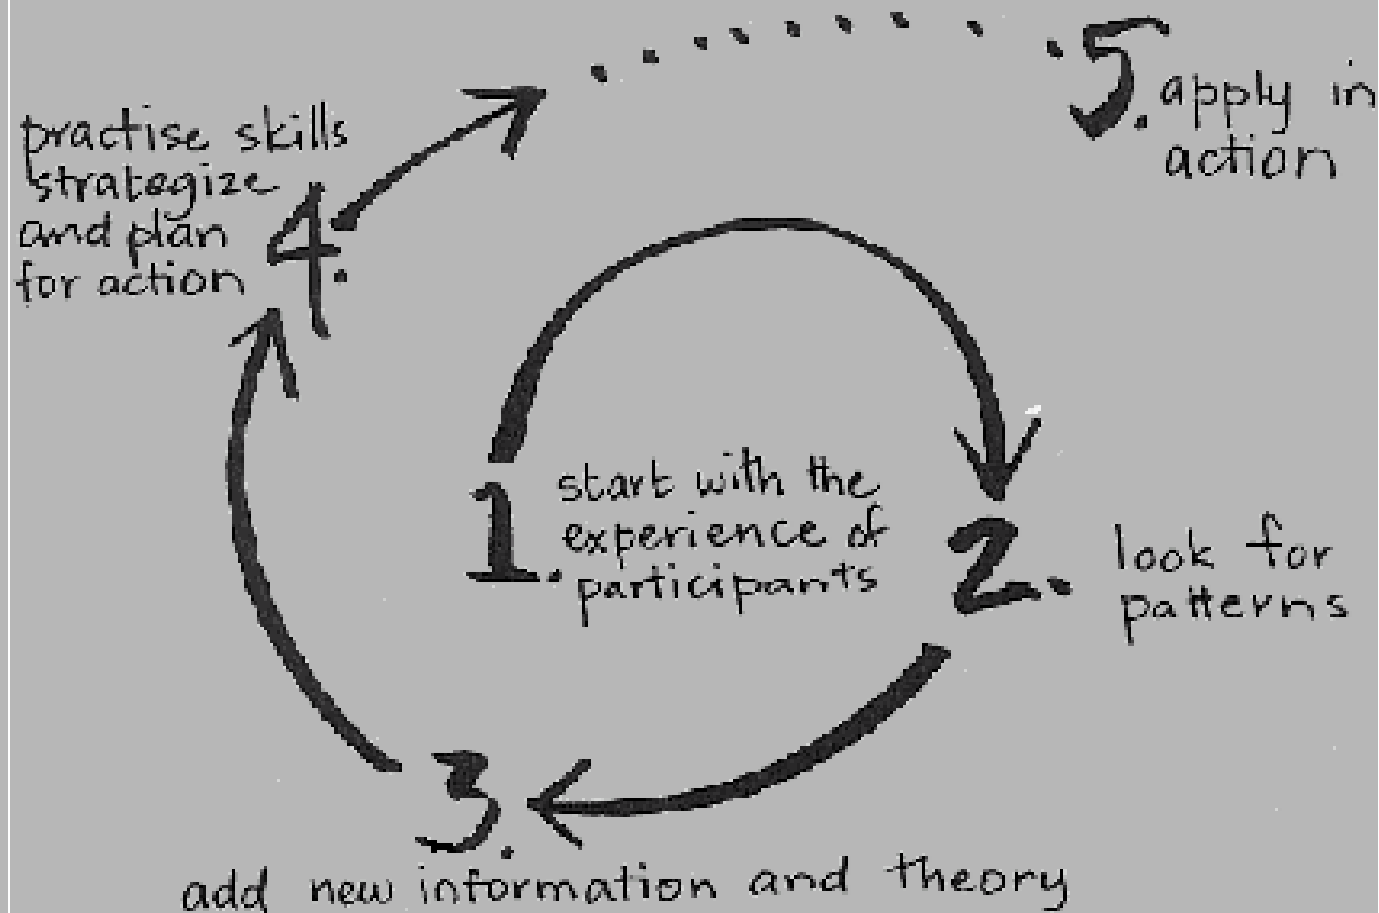 1. start with the
experience of
participants
2. look for
patterns
3.
add new information and theory
4.
practise skills
strategize
and plan
for action
5. apply in
action